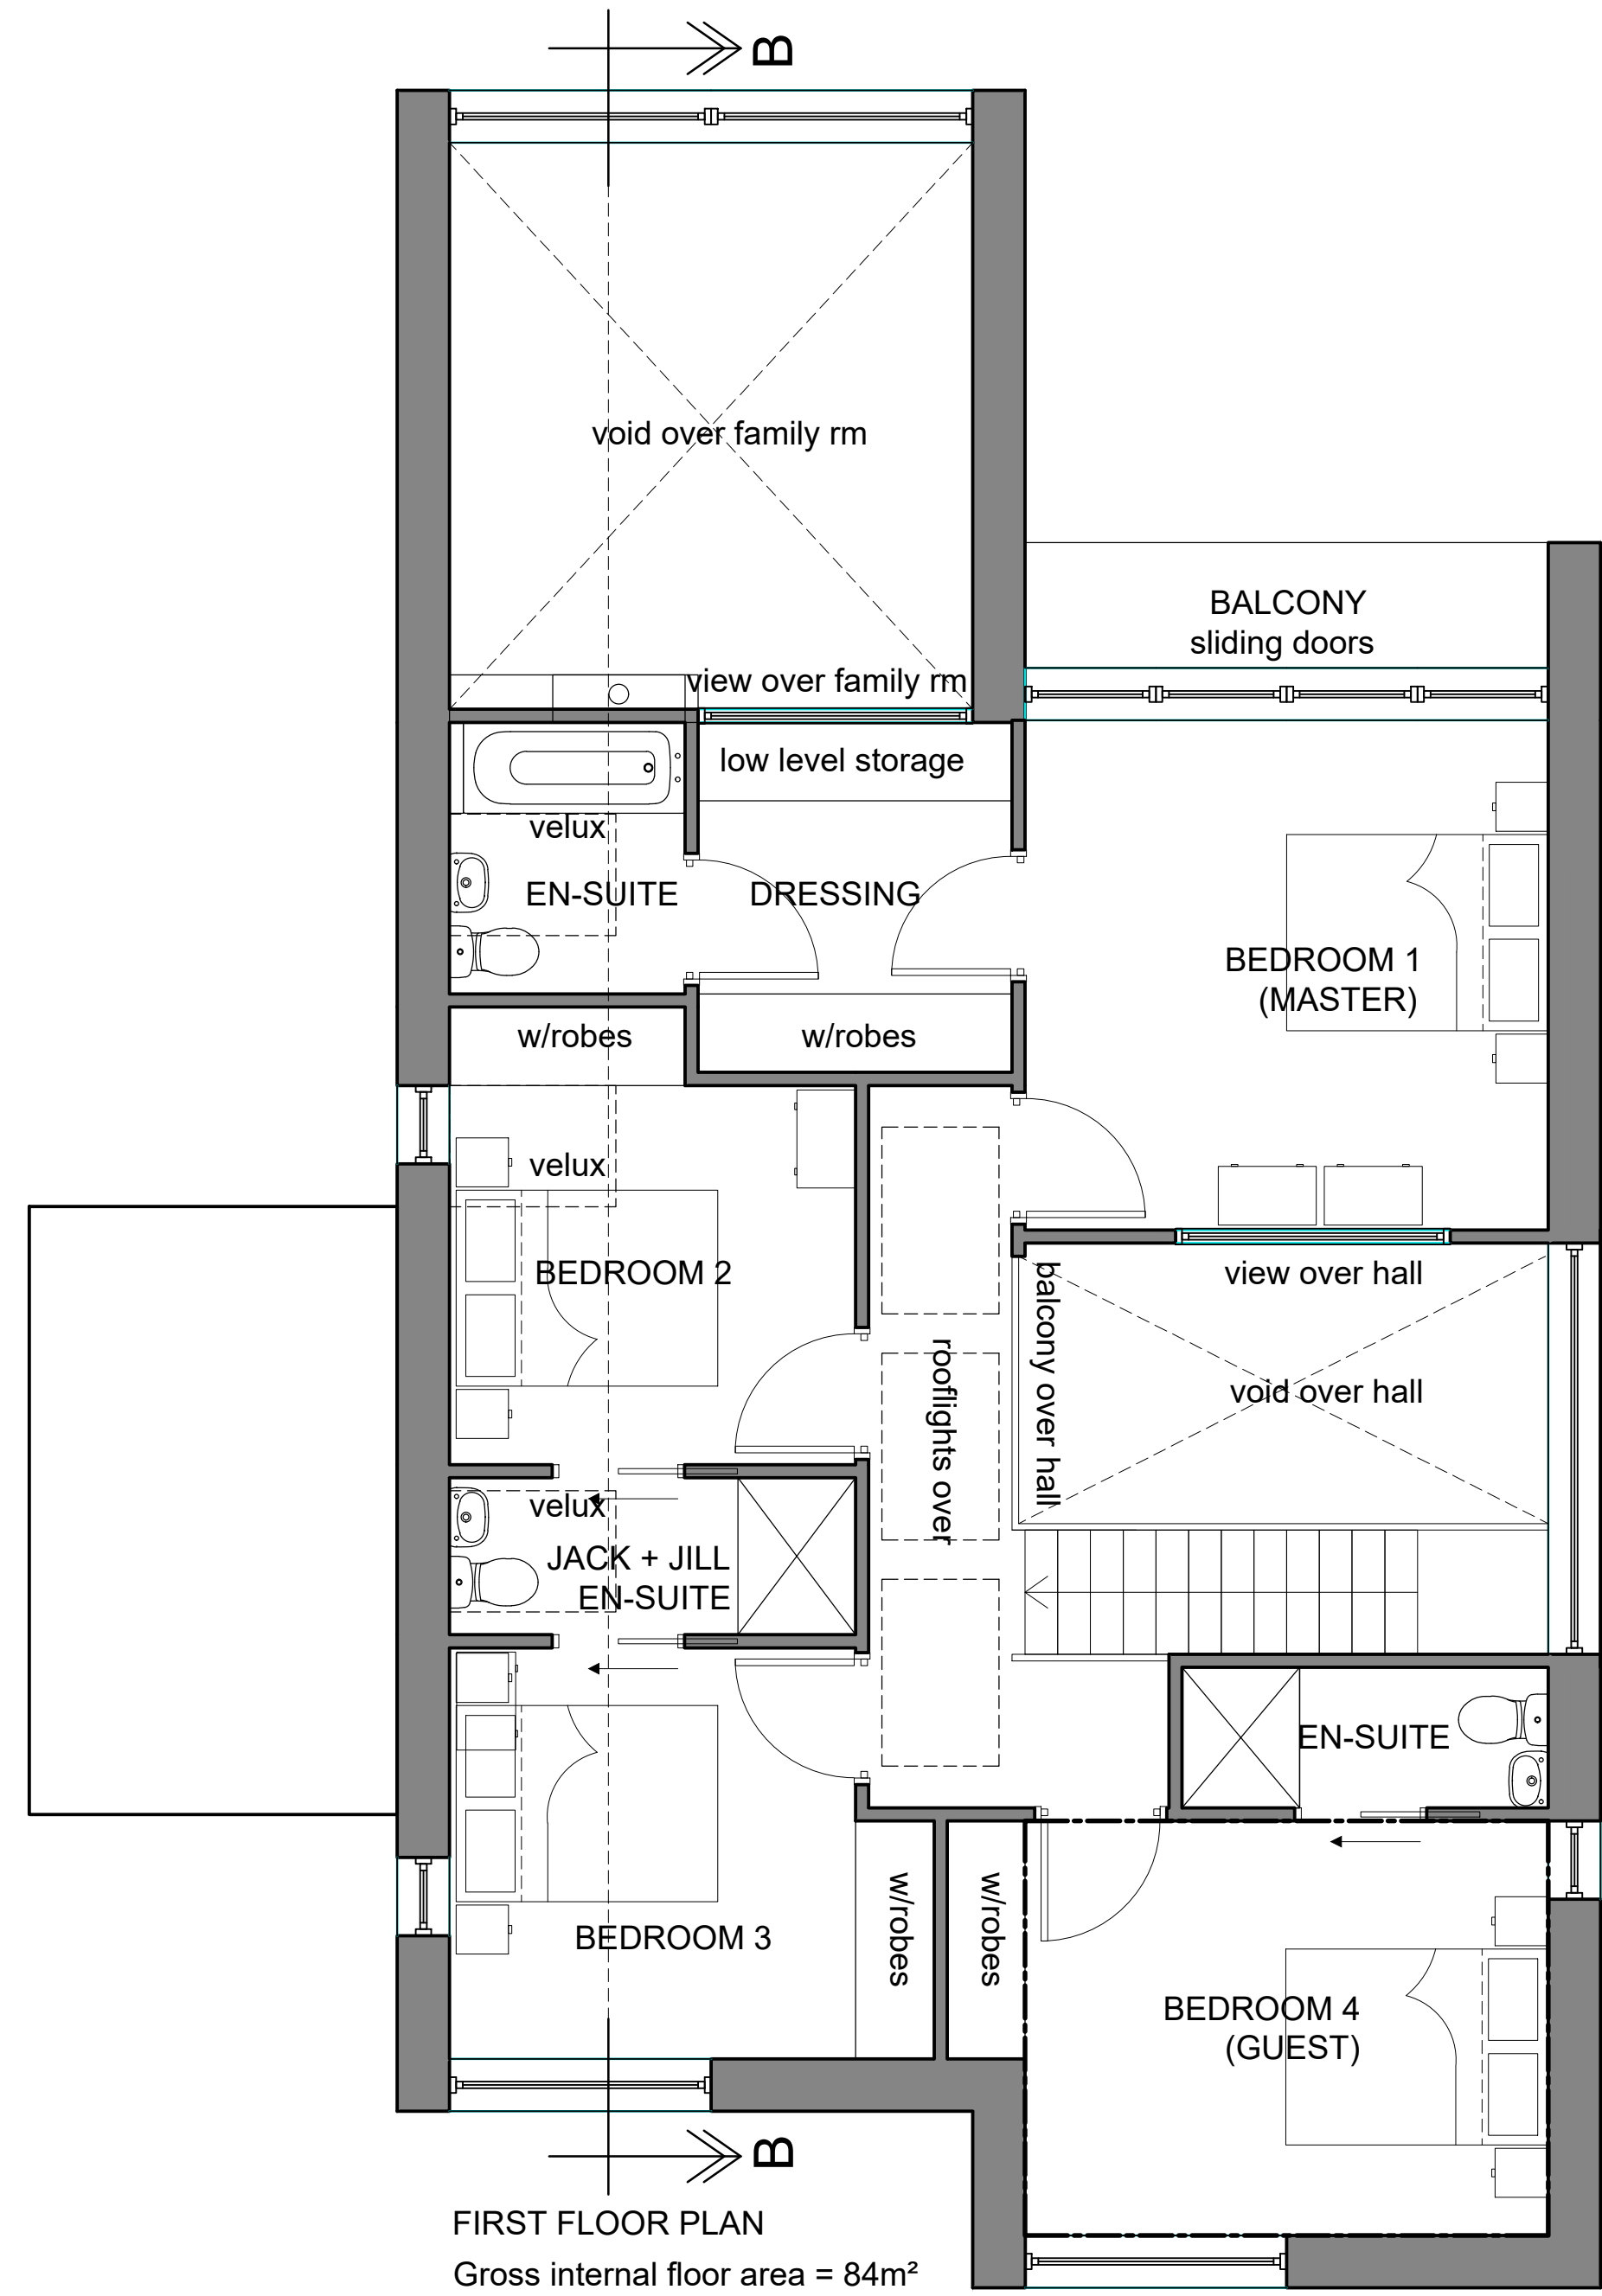 B
void over family rm
BALCONY
sliding doors
view over family rm
low level storage
velux
EN-SUITE
DRESSING
BEDROOM 1
(MASTER)
w/robes
w/robes
velux
BEDROOM 2
view over hall
balcony over hall
rooflights over
void over hall
velux
JACK + JILL
EN-SUITE
EN-SUITE
BEDROOM 3
w/robes
w/robes
BEDROOM 4
(GUEST)
B
FIRST FLOOR PLAN
Gross internal floor area = 84m²